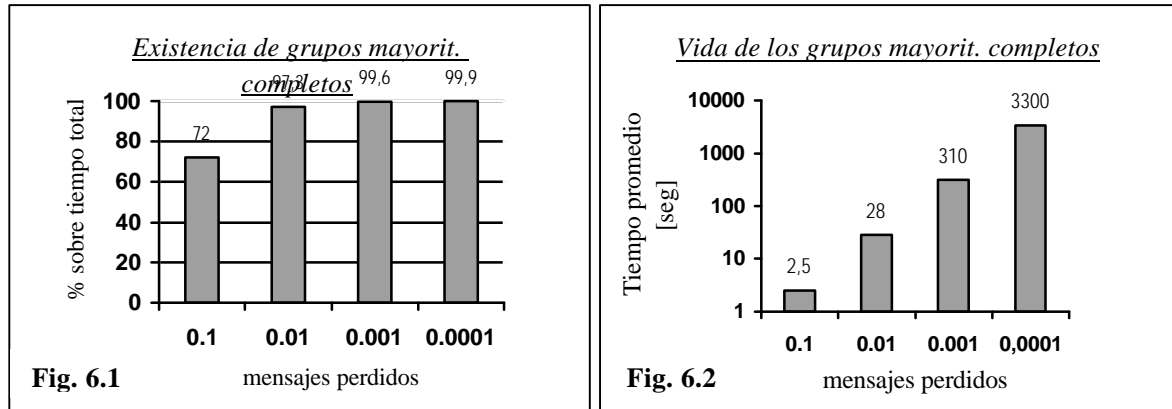 Existencia de grupos mayorit.
completos
97,3
99,6
99,9
72
% sobre tiempo total
100
80
60
40
20
0
0.1 0.01 0.001 0.0001
Fig. 6.1
mensajes perdidos
Vida de los grupos mayorit. completos
Tiempo promedio
[seg]
10000
1000
100
10
1
2,5
28
310
3300
0.1 0.01 0.001 0,0001
Fig. 6.2
mensajes perdidos